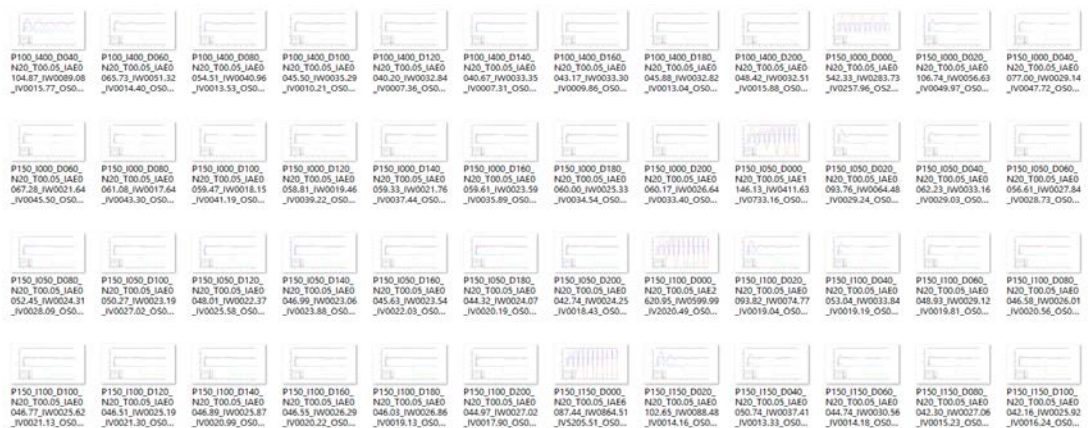 P100_I400_D040_ P100_I400_D060_ P100_I400_D080_ P100_I400_D100_ P100_I400_D120_ P100_I400_D140_ P100_I400_D160_ P100_I400_D180_ P100_I400_D200_ P150_I000_D000_ P150_I000_D020_ P150_I000_D040_
N20_T00.05_IAE0 N20_T00.05_IAE0 N20_T00.05_IAE0 N20_T00.05_IAE0 N20_T00.05_IAE0 N20_T00.05_IAE0 N20_T00.05_IAE0 N20_T00.05_IAE0 N20_T00.05_IAE0 N20_T00.05_IAE0 N20_T00.05_IAE0 N20_T00.05_IAE0
104.87_IW0089.08 065.73_IW0051.32 054.51_IW0040.96 045.50_IW0035.29 040.20_IW0032.84 040.67_IW0033.35 043.17_IW0033.30 045.88_IW0032.82 048.42_IW0032.51 542.33_IW0283.73 106.74_IW0056.63 077.00_IW0029.14
_IV0015.77_OS0... _IV0014.40_OS0... _IV0013.53_OS0... _IV0010.21_OS0... _IV0007.36_OS0... _IV0007.31_OS0... _IV0009.86_OS0... _IV0013.04_OS0... _IV0015.88_OS0... _IV0257.96_OS2... _IV0049.97_OS0... _IV0047.72_OS0...
P150_I000_D060_ P150_I000_D080_ P150_I000_D100_ P150_I000_D120_ P150_I000_D140_ P150_I000_D160_ P150_I000_D180_ P150_I000_D200_ P150_I050_D000_ P150_I050_D020_ P150_I050_D040_ P150_I050_D060_
N20_T00.05_IAE0 N20_T00.05_IAE0 N20_T00.05_IAE0 N20_T00.05_IAE0 N20_T00.05_IAE0 N20_T00.05_IAE0 N20_T00.05_IAE0 N20_T00.05_IAE0 N20_T00.05_IAE1 N20_T00.05_IAE0 N20_T00.05_IAE0 N20_T00.05_IAE0
067.28_IW0021.64 061.08_IW0017.64 059.47_IW0018.15 058.81_IW0019.46 059.33_IW0021.76 059.61_IW0023.59 060.00_IW0025.33 060.17_IW0026.64 146.13_IW0411.63 093.76_IW0064.48 062.23_IW0033.16 056.61_IW0027.84
_IV0045.50_OS0... _IV0043.30_OS0... _IV0041.19_OS0... _IV0039.22_OS0... _IV0037.44_OS0... _IV0035.89_OS0... _IV0034.54_OS0... _IV0033.40_OS0... _IV0733.16_OS0... _IV0029.24_OS0... _IV0029.03_OS0... _IV0028.73_OS0...
P150_I050_D080_ P150_I050_D100_ P150_I050_D120_ P150_I050_D140_ P150_I050_D160_ P150_I050_D180_ P150_I050_D200_ P150_I100_D000_ P150_I100_D020_ P150_I100_D040_ P150_I100_D060_ P150_I100_D080_
N20_T00.05_IAE0 N20_T00.05_IAE0 N20_T00.05_IAE0 N20_T00.05_IAE0 N20_T00.05_IAE0 N20_T00.05_IAE0 N20_T00.05_IAE0 N20_T00.05_IAE2 N20_T00.05_IAE0 N20_T00.05_IAE0 N20_T00.05_IAE0 N20_T00.05_IAE0
052.45_IW0024.31 050.27_IW0023.19 048.01_IW0022.37 046.99_IW0023.06 045.63_IW0023.54 044.32_IW0024.07 042.74_IW0024.25 620.95_IW0599.99 093.82_IW0074.77 053.04_IW0033.84 048.93_IW0029.12 046.58_IW0026.01
_IV0028.09_OS0... _IV0027.02_OS0... _IV0025.58_OS0... _IV0023.88_OS0... _IV0022.03_OS0... _IV0020.19_OS0... _IV0018.43_OS0... _IV2020.49_OS0... _IV0019.04_OS0... _IV0019.19_OS0... _IV0019.81_OS0... _IV0020.56_OS0...
P150_I100_D100_ P150_I100_D120_ P150_I100_D140_ P150_I100_D160_ P150_I100_D180_ P150_I100_D200_ P150_I150_D000_ P150_I150_D020_ P150_I150_D040_ P150_I150_D060_ P150_I150_D080_ P150_I150_D100_
N20_T00.05_IAE0 N20_T00.05_IAE0 N20_T00.05_IAE0 N20_T00.05_IAE0 N20_T00.05_IAE0 N20_T00.05_IAE0 N20_T00.05_IAE6 N20_T00.05_IAE0 N20_T00.05_IAE0 N20_T00.05_IAE0 N20_T00.05_IAE0 N20_T00.05_IAE0
046.77_IW0025.62 046.51_IW0025.19 046.89_IW0025.87 046.55_IW0026.29 046.03_IW0026.86 044.97_IW0027.02 087.44_IW0864.51 102.65_IW0088.48 050.74_IW0037.41 044.74_IW0030.56 042.30_IW0027.06 042.16_IW0025.92
_IV0021.13_OS0... _IV0021.30_OS0... _IV0020.99_OS0... _IV0020.22_OS0... _IV0019.13_OS0... _IV0017.90_OS0... _IV5205.51_OS0... _IV0014.16_OS0... _IV0013.33_OS0... _IV0014.18_OS0... _IV0015.23_OS0... _IV0016.24_OS0...